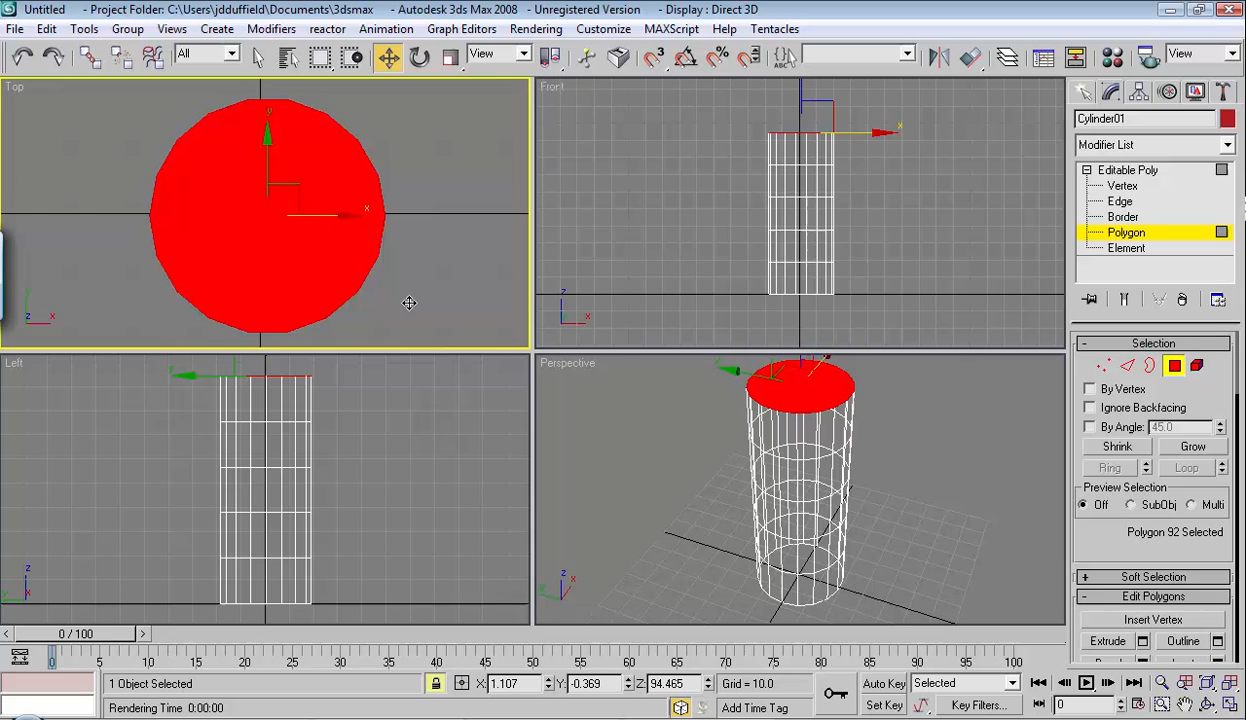 Untitled - Project Folder: C:\Users\jdduffield\Documents\3dsmax - Autodesk 3ds Max 2008 - Unregistered Version - Display : Direct 3D
File Edit Tools Group Views Create Modifiers reactor Animation Graph Editors Rendering Customize MAXScript Help Tentacles
All View View
Top
Front
Left
Perspective
y
x
x
z
x
y
x
z
x
z
y
x
z
y
x
Cylinder01
Modifier List
Editable Poly
Vertex
Edge
Border
Polygon
Element
- Selection
By Vertex
Ignore Backfacing
By Angle: 45.0
Shrink Grow
Ring Loop
Preview Selection
Off SubObj Multi
Polygon 92 Selected
+ Soft Selection
- Edit Polygons
Insert Vertex
Extrude Outline
< 0 / 100 >
0 5 10 15 20 25 30 35 40 45 50 55 60 65 70 75 80 85 90 95 100
1 Object Selected X: 1.107 Y: -0.369 Z: 94.465 Grid = 10.0 Auto Key Selected
Rendering Time 0:00:00 Add Time Tag Set Key Key Filters... 0